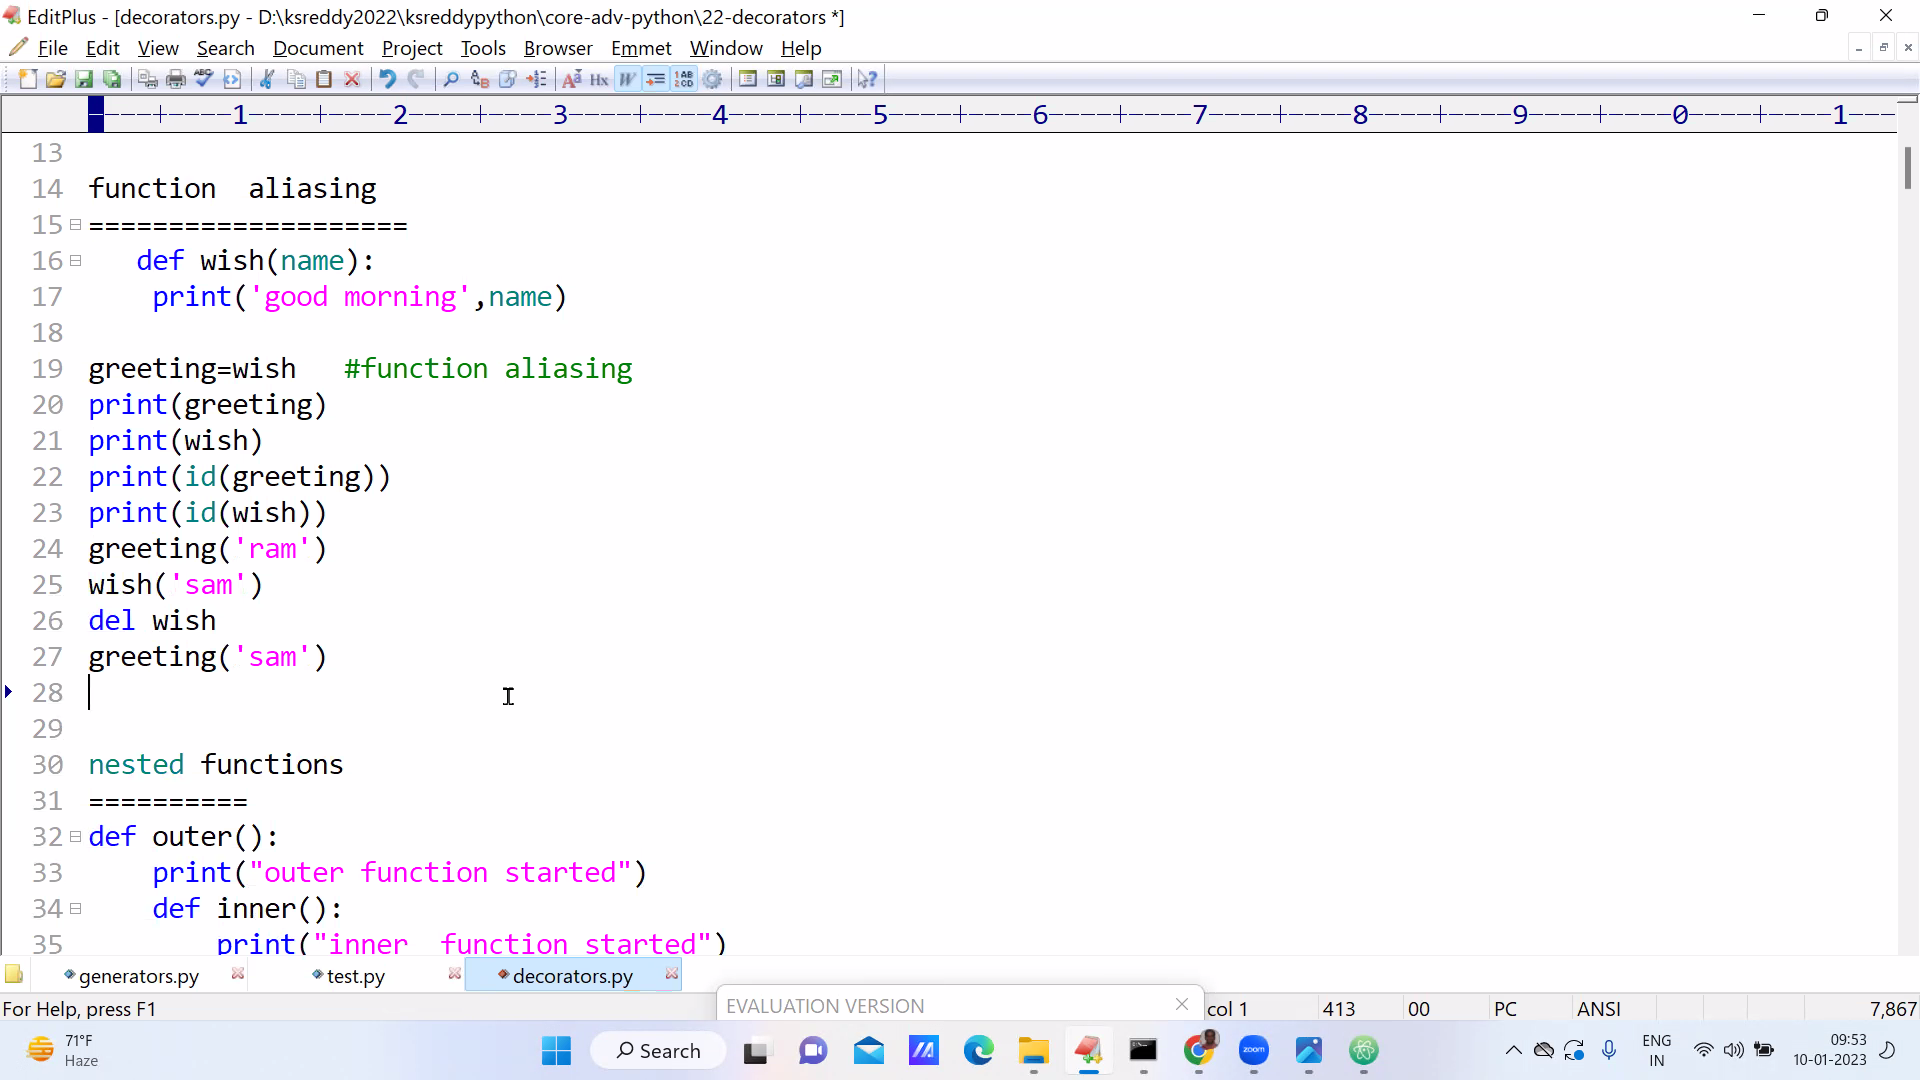 EditPlus - [decorators.py - D:\ksreddy2022\ksreddypython\core-adv-python\22-decorators *]
File Edit View Search Document Project Tools Browser Emmet Window Help
----+----1----+----2----+----3----+----4----+----5----+----6----+----7----+----8----+----9----+----0----+----1---
13
14 function  aliasing
15 ====================
16    def wish(name):
17     print('good morning',name)
18
19 greeting=wish   #function aliasing
20 print(greeting)
21 print(wish)
22 print(id(greeting))
23 print(id(wish))
24 greeting('ram')
25 wish('sam')
26 del wish
27 greeting('sam')
28
29
30 nested functions
31 ==========
32 def outer():
33     print("outer function started")
34     def inner():
35         print("inner  function started")
generators.py test.py decorators.py
For Help, press F1 EVALUATION VERSION col 1 413 00 PC ANSI 7,867
71°F
Haze
Search
zoom
ENG
IN
09:53
10-01-2023